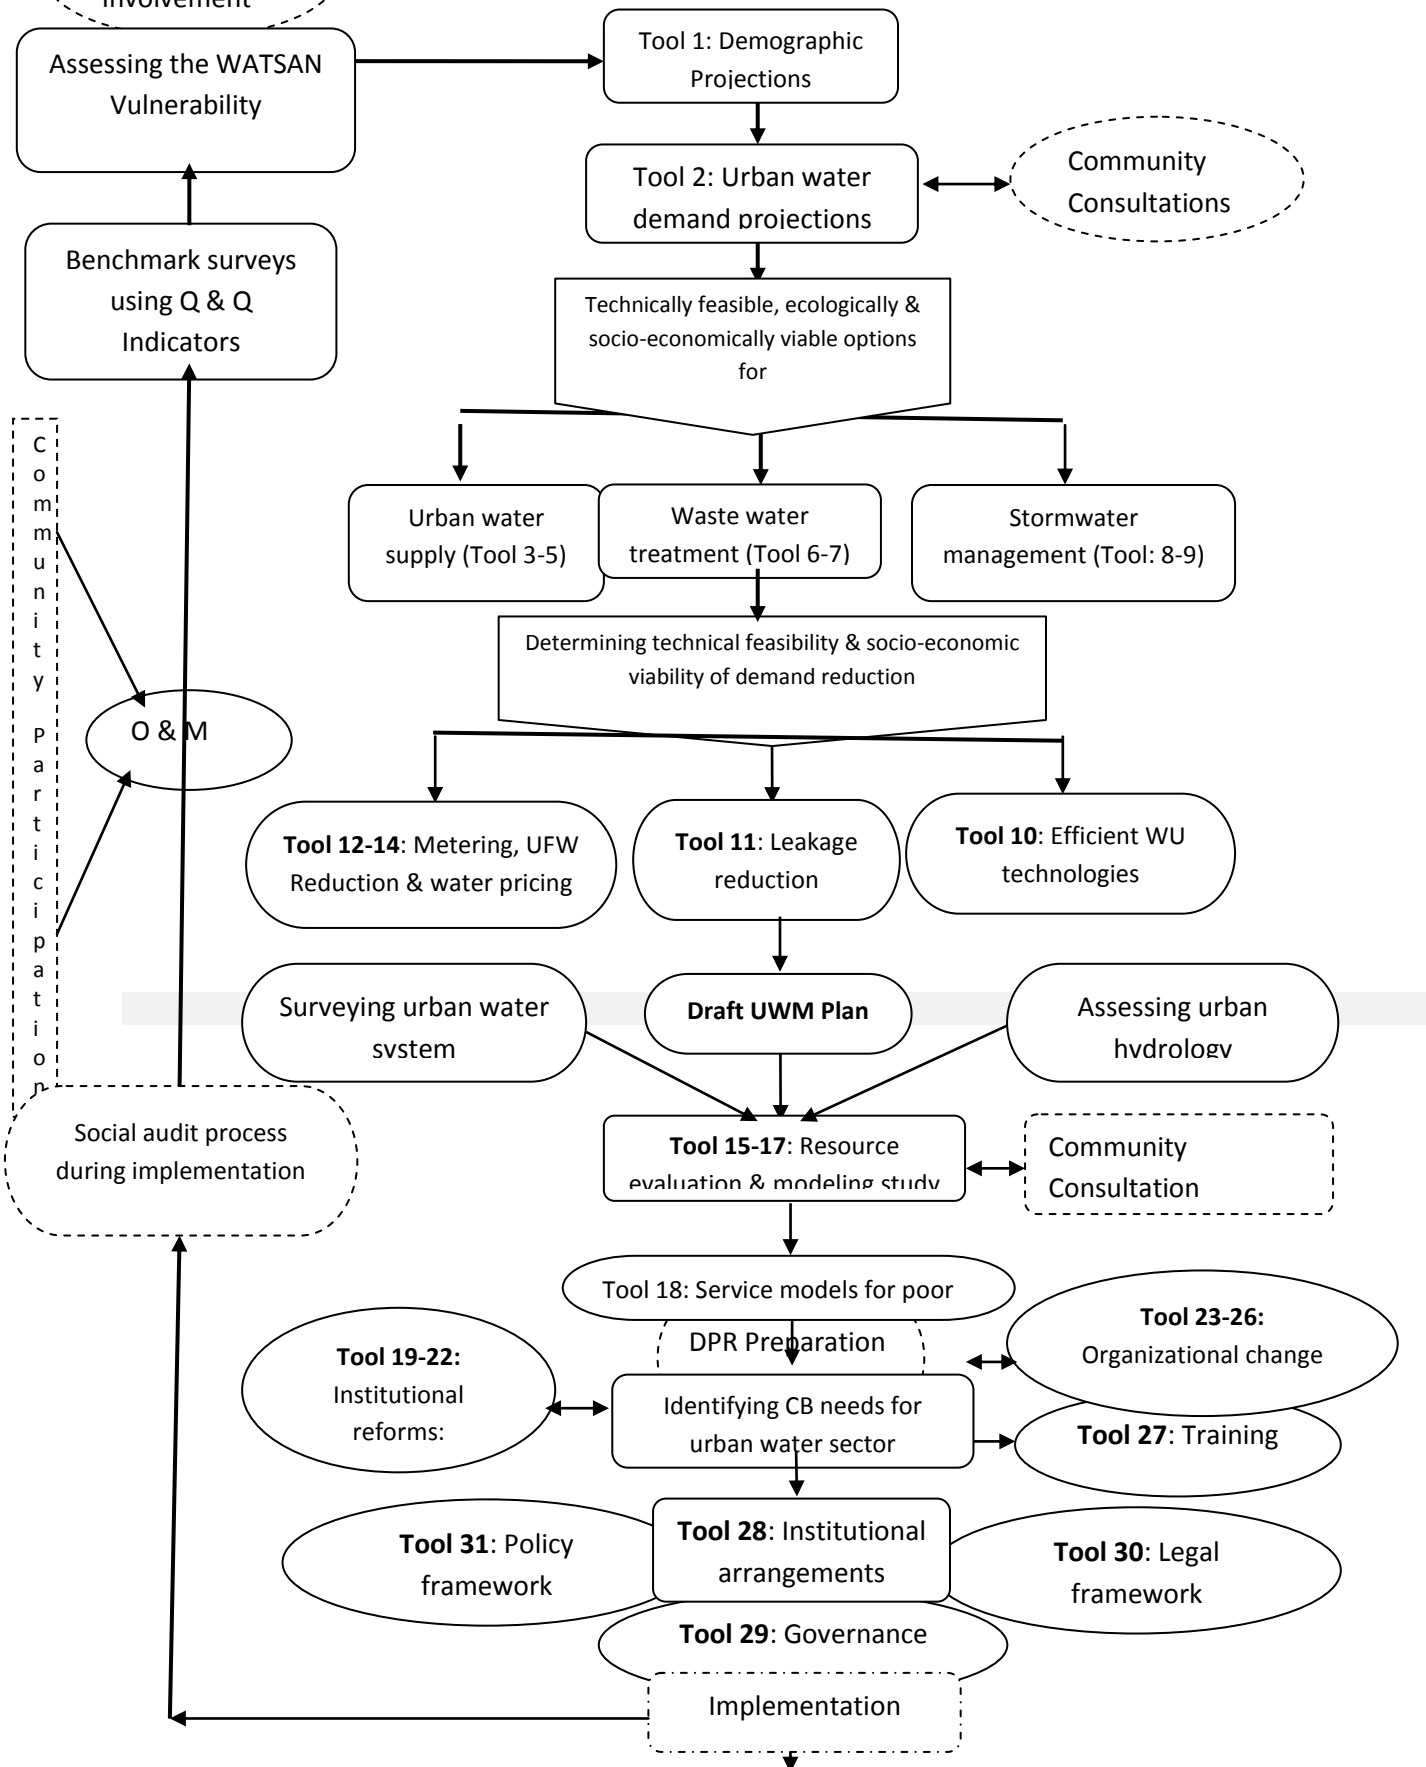 Involvement
Assessing the WATSAN
Vulnerability
Tool 1: Demographic
Projections
Tool 2: Urban water
demand projections
Community
Consultations
Benchmark surveys
using Q & Q
Indicators
Technically feasible, ecologically &
socio-economically viable options
for
Urban water
supply (Tool 3-5)
Waste water
treatment (Tool 6-7)
Stormwater
management (Tool: 8-9)
Community Participation
Determining technical feasibility & socio-economic
viability of demand reduction
O & M
Tool 12-14: Metering, UFW
Reduction & water pricing
Tool 11: Leakage
reduction
Tool 10: Efficient WU
technologies
Surveying urban water
system
Draft UWM Plan
Assessing urban
hydrology
Social audit process
during implementation
Tool 15-17: Resource
evaluation & modeling study
Community
Consultation
Tool 18: Service models for poor
DPR Preparation
Tool 19-22:
Institutional
reforms:
Tool 23-26:
Organizational change
Identifying CB needs for
urban water sector
Tool 27: Training
Tool 31: Policy
framework
Tool 28: Institutional
arrangements
Tool 30: Legal
framework
Tool 29: Governance
Implementation